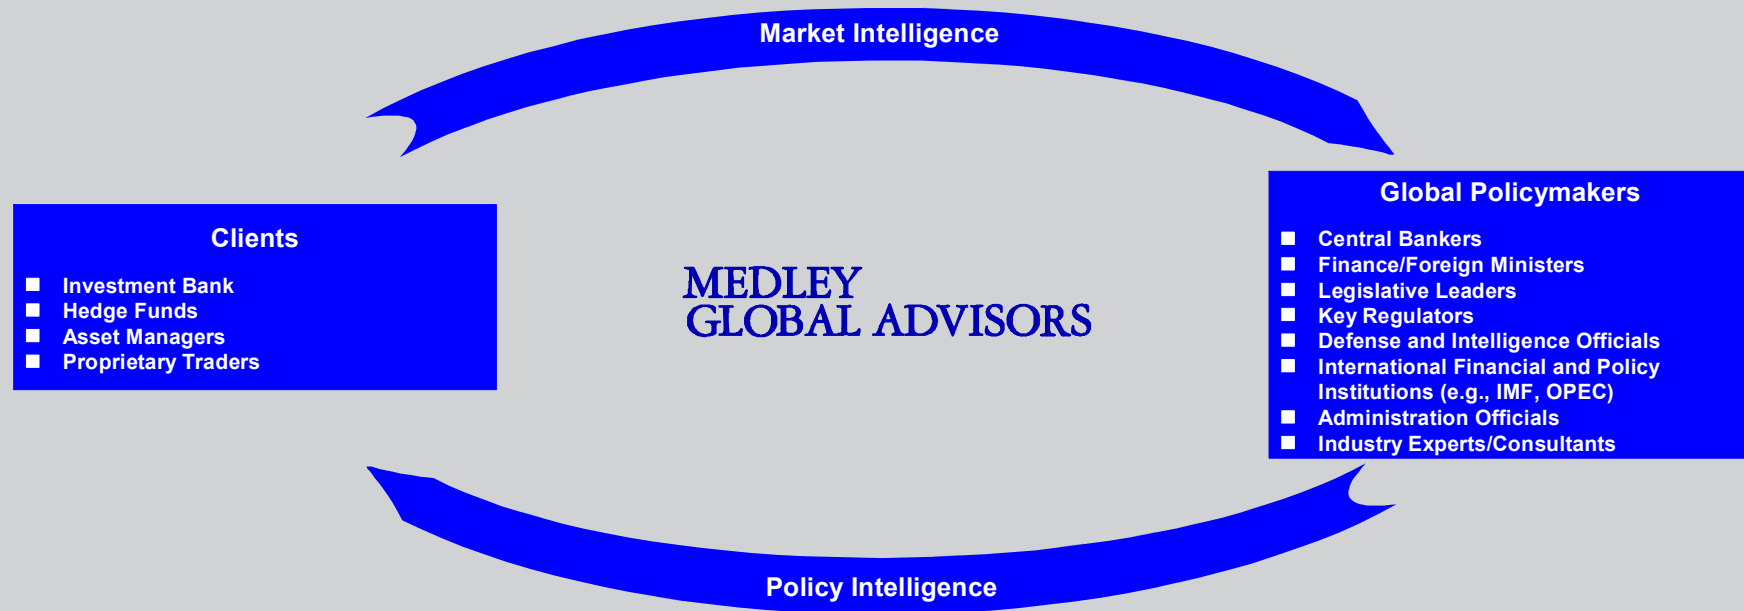 Market Intelligence
Clients
Investment Bank
Hedge Funds
Asset Managers
Proprietary Traders
MEDLEY
GLOBAL ADVISORS
Global Policymakers
Central Bankers
Finance/Foreign Ministers
Legislative Leaders
Key Regulators
Defense and Intelligence Officials
International Financial and Policy
Institutions (e.g., IMF, OPEC)
Administration Officials
Industry Experts/Consultants
Policy Intelligence